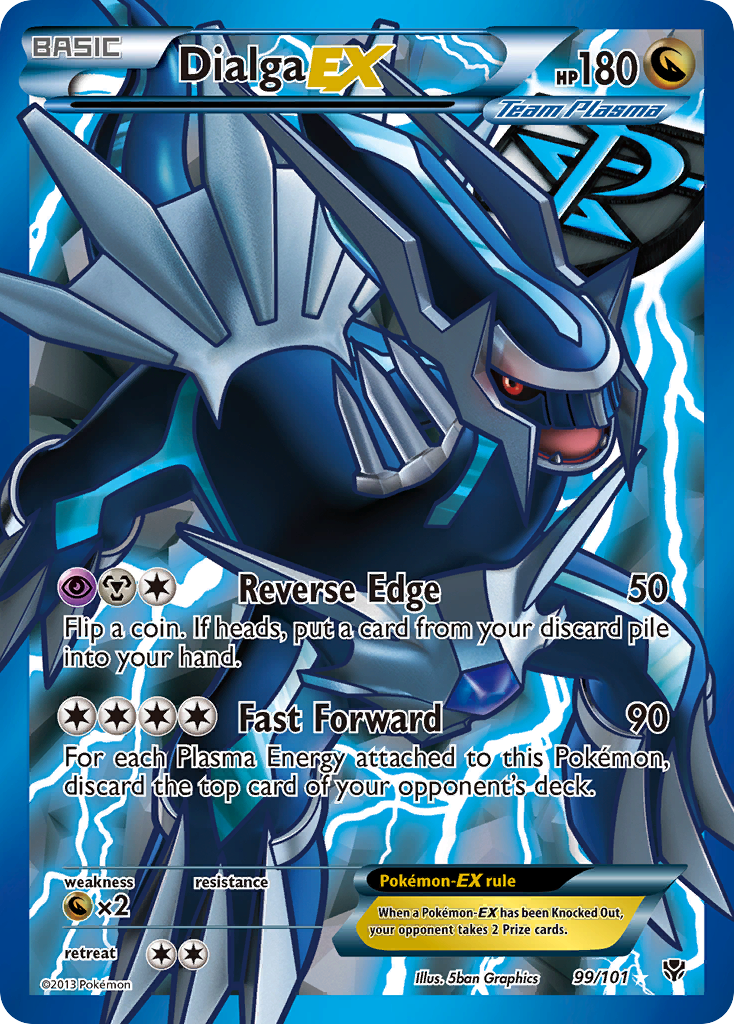 BASIC
DialgaEX
HP180
Team Plasma
Reverse Edge 50
Flip a coin. If heads, put a card from your discard pile
into your hand.
Fast Forward 90
For each Plasma Energy attached to this Pokémon,
discard the top card of your opponent's deck.
weakness resistance
×2
retreat
Pokémon-EX rule
When a Pokémon-EX has been Knocked Out,
your opponent takes 2 Prize cards.
©2013 Pokémon
Illus. 5ban Graphics
99/101